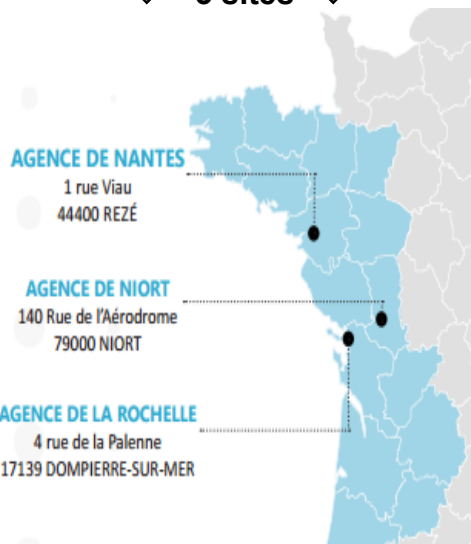 sites
AGENCE DE NANTES
1 rue Viau
44400 REZÉ
AGENCE DE NIORT
140 Rue de l'Aérodrome
79000 NIORT
AGENCE DE LA ROCHELLE
4 rue de la Palenne
17139 DOMPIERRE-SUR-MER